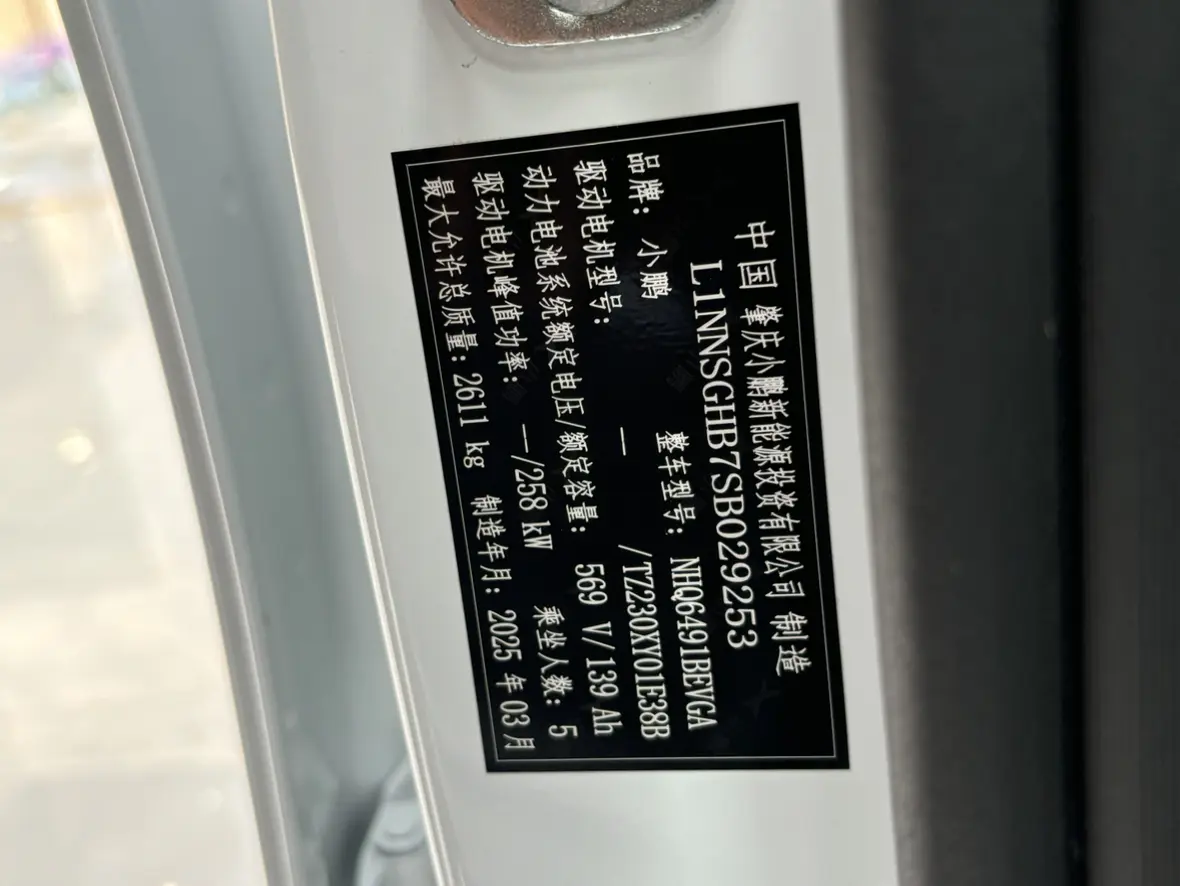 中国 肇庆小鹏新能源投资有限公司 制造
L1NNSGHB7SB029253
品牌: 小鹏 整车型号: NHQ6491BEVGA
驱动电机型号: — /TZ230XY01E38B
动力电池系统额定电压/额定容量: 569 V/139 Ah
驱动电机峰值功率: —/258 kW 乘坐人数: 5
最大允许总质量: 2611 kg 制造年月: 2025 年 03 月